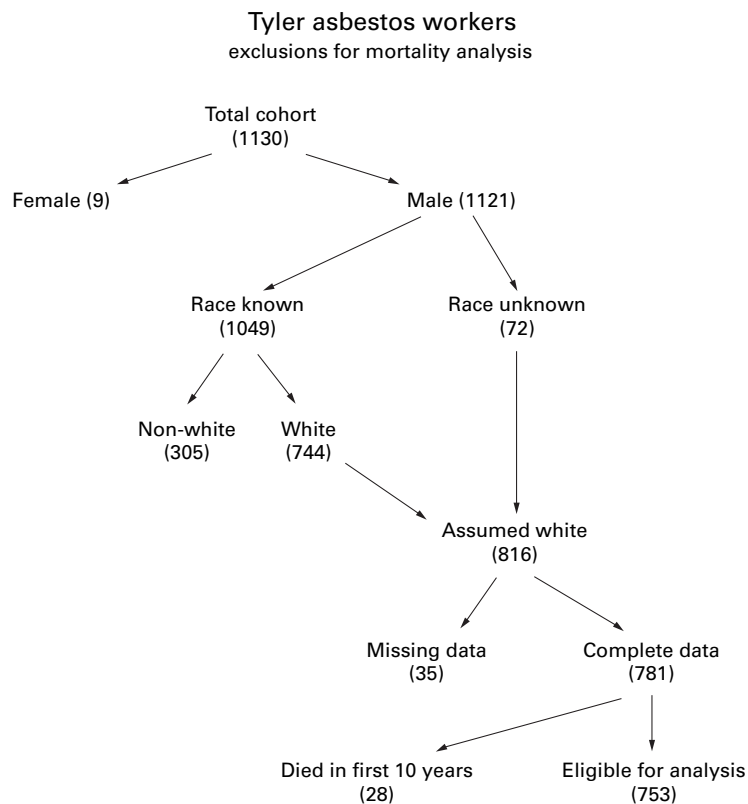 Tyler asbestos workers
exclusions for mortality analysis
Total cohort
(1130)
Female (9)
Male (1121)
Race known
(1049)
Race unknown
(72)
Non-white
(305)
White
(744)
Assumed white
(816)
Missing data
(35)
Complete data
(781)
Died in first 10 years
(28)
Eligible for analysis
(753)